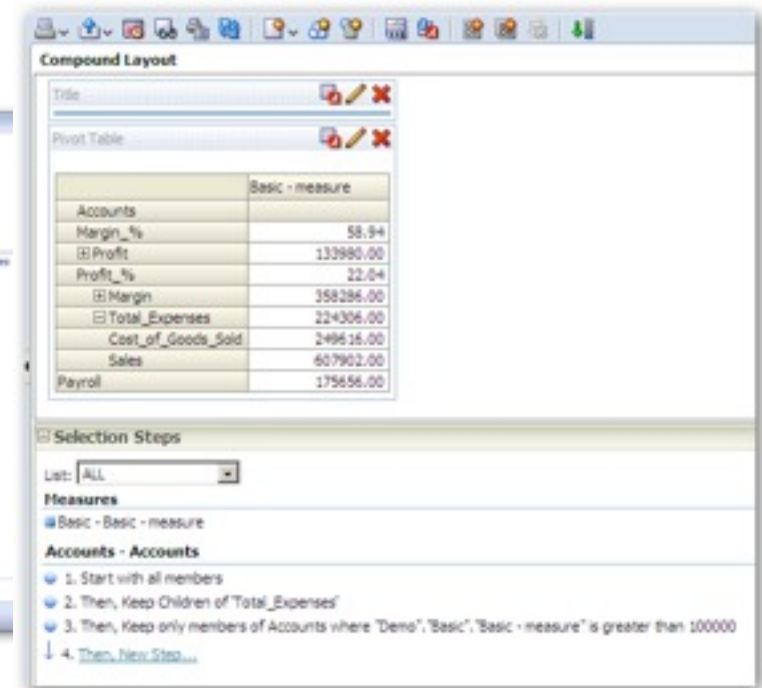 Compound Layout
Title
Pivot Table
Basic - measure
Accounts
Margin_% 58.94
Profit 133980.00
Profit_% 22.04
Margin 358286.00
Total_Expenses 224306.00
Cost_of_Goods_Sold 249616.00
Sales 607902.00
Payroll 175656.00
Selection Steps
List: ALL
Measures
Basic - Basic - measure
Accounts - Accounts
1. Start with all members
2. Then, Keep Children of 'Total_Expenses'
3. Then, Keep only members of Accounts where "Demo"."Basic"."Basic - measure" is greater than 100000
4. Then, New Step...